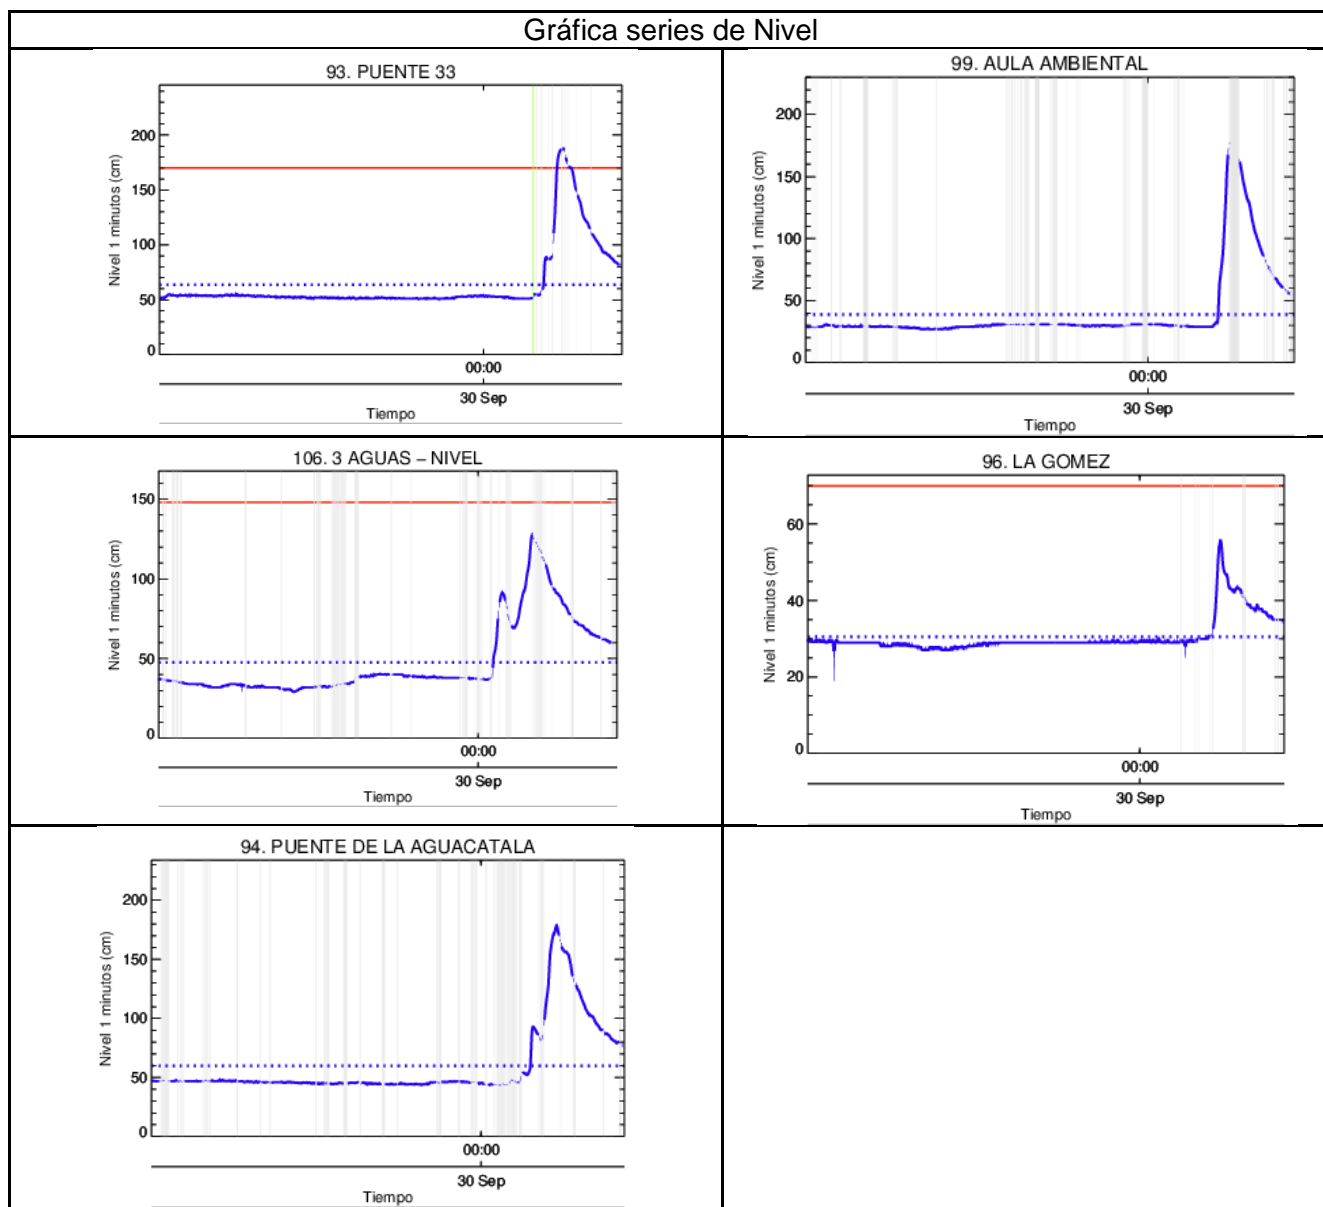 Gráfica series de Nivel
93. PUENTE 33
Nivel 1 minutos (cm)
200
150
100
50
0
00:00
30 Sep
Tiempo
99. AULA AMBIENTAL
Nivel 1 minutos (cm)
200
150
100
50
0
00:00
30 Sep
Tiempo
106. 3 AGUAS – NIVEL
Nivel 1 minutos (cm)
150
100
50
0
00:00
30 Sep
Tiempo
96. LA GOMEZ
Nivel 1 minutos (cm)
60
40
20
0
00:00
30 Sep
Tiempo
94. PUENTE DE LA AGUACATALA
Nivel 1 minutos (cm)
200
150
100
50
0
00:00
30 Sep
Tiempo